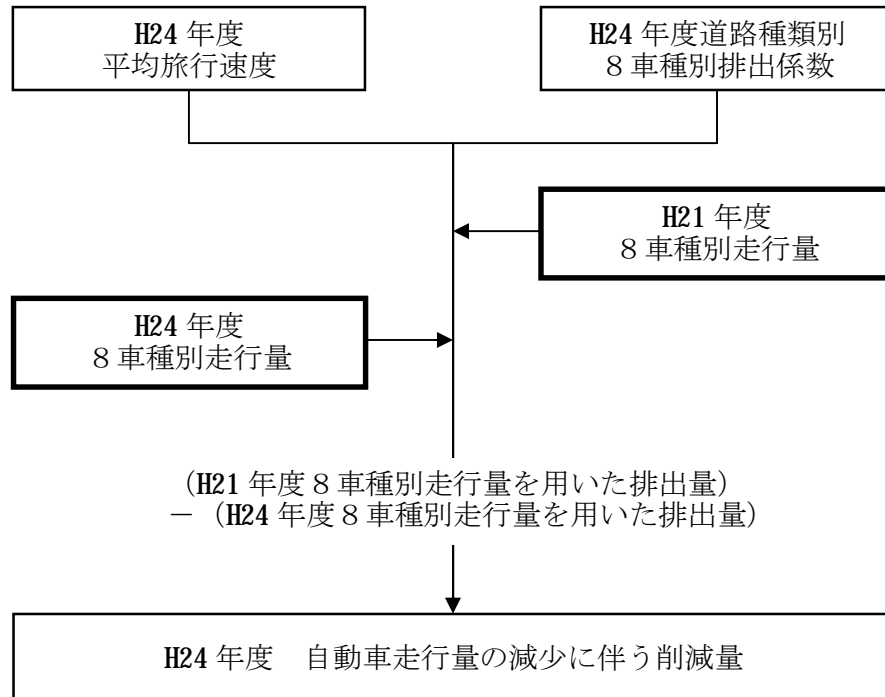 H24 年度
平均旅行速度
H24 年度道路種類別
８車種別排出係数
H21 年度
８車種別走行量
H24 年度
８車種別走行量
（H21 年度８車種別走行量を用いた排出量）
－（H24 年度８車種別走行量を用いた排出量）
H24 年度　自動車走行量の減少に伴う削減量